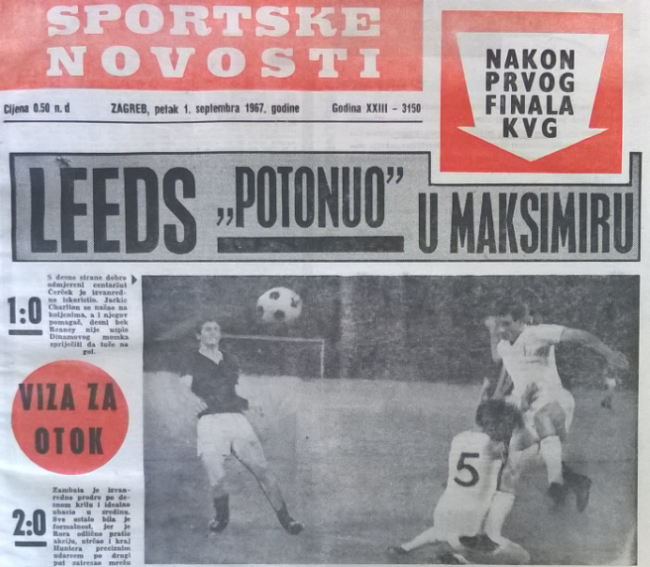 SPORTSKE
NOVOSTI
Cijena 0.50 n. d ZAGREB, petak 1. septembra 1967, godine Godina XXIII - 3150
NAKON
PRVOG
FINALA
KVG
LEEDS „POTONUO” U MAKSIMIRU
1:0
S desne strane dobro
odmjereni centaršut
Čerček je izvanred-
no iskoristio. Jackie
Charlton se našao na
koljenima, a i njegov
pomagač, desni bek
Reaney nije uspio
Dinamovog momka
spriječiti da tuče na
gol.
VIZA ZA
OTOK
2:0
Zambata je izvan-
redno prodro po de-
snom krilu i idealno
ubacio u sredinu.
Sve ostalo bila je
formalnost, jer je
Rora odlično pratio
akciju, utrčao i kraj
Huntera preciznim
udarcem po drugi
put zatresao mrežu
5